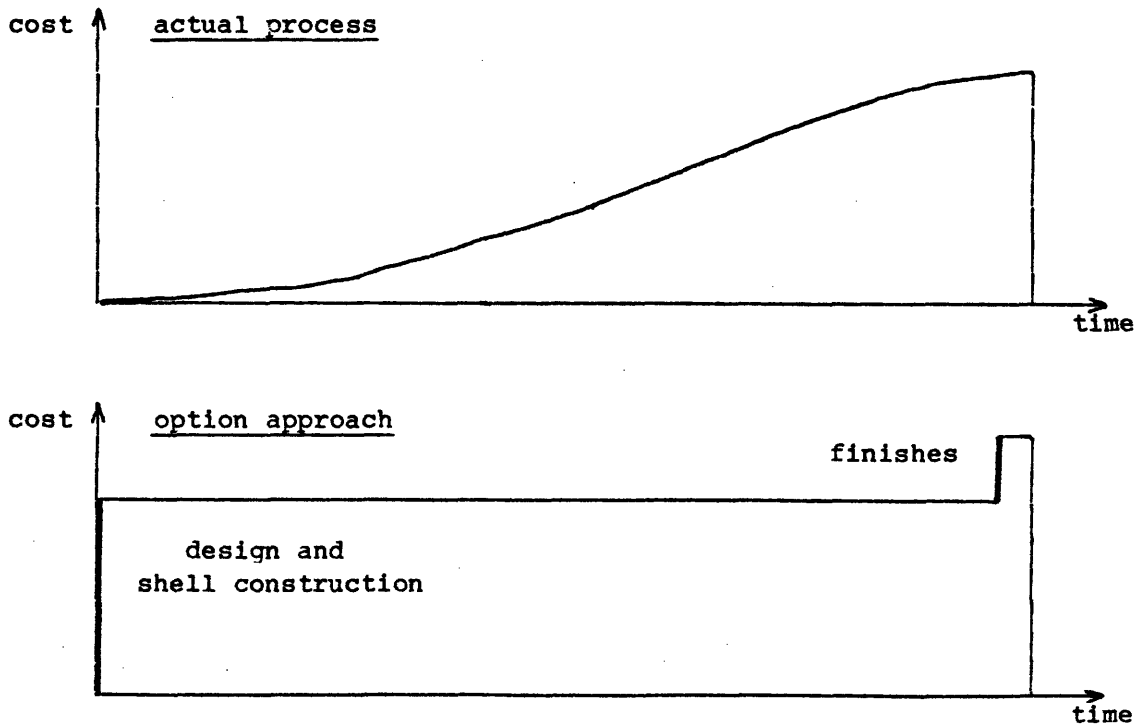 cost
actual process
time
cost
option approach
finishes
design and
shell construction
time